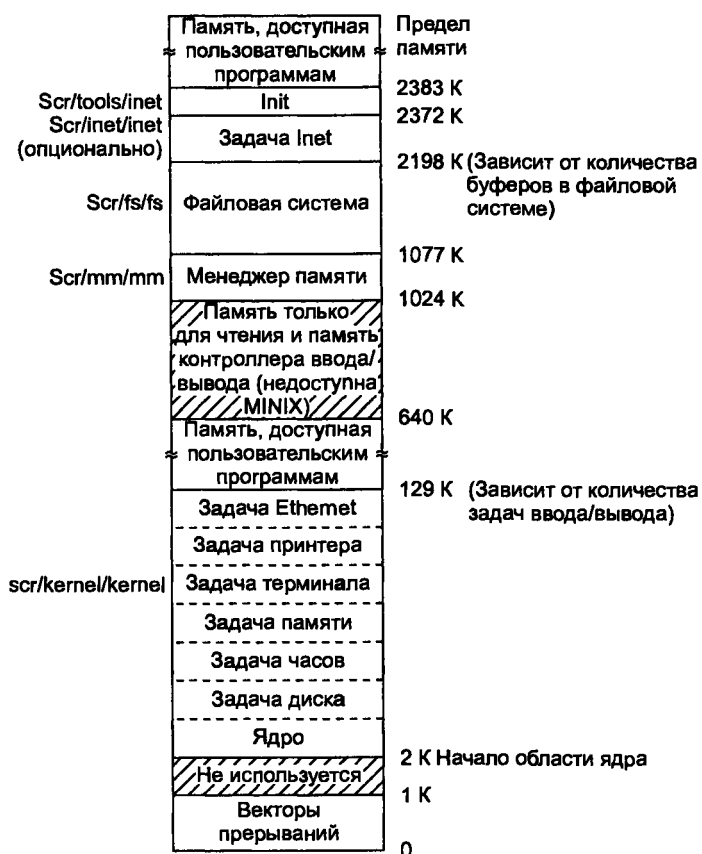 Память, доступная
пользовательским
программам
Предел
памяти
2383 K
Scr/tools/inet
Init
2372 K
Scr/inet/inet
(опционально)
Задача Inet
2198 K (Зависит от количества
буферов в файловой
системе)
Scr/fs/fs
Файловая система
1077 K
Scr/mm/mm
Менеджер памяти
1024 K
Память только
для чтения и память
контроллера ввода/
вывода (недоступна
MINIX)
640 K
Память, доступная
пользовательским
программам
129 K (Зависит от количества
задач ввода/вывода)
Задача Ethernet
Задача принтера
scr/kernel/kernel
Задача терминала
Задача памяти
Задача часов
Задача диска
Ядро
2 K Начало области ядра
Не используется
1 K
Векторы
прерываний
0